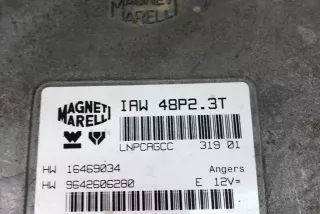 MAGNETI
MARELLI
MAGNETI
MARELLI
IAW 48P2.3T
LNPCAGCC 319 01
HW 16469034 Angers
HW 9642606280 E 12V=